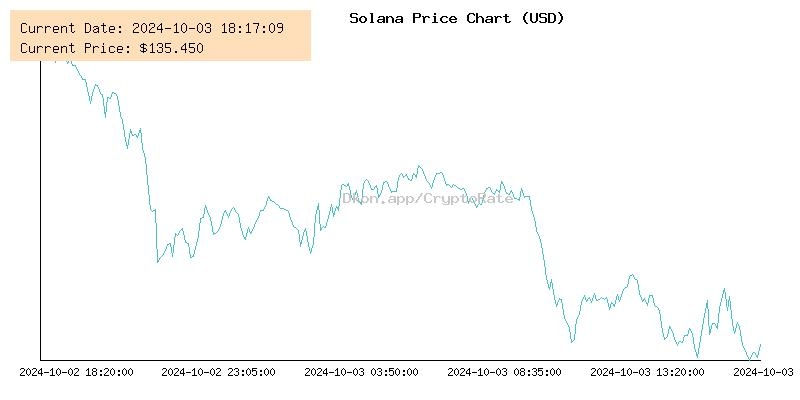 Solana Price Chart (USD)
Current Date: 2024-10-03 18:17:09
Current Price: $135.450
Dkon.app/CryptoRate
2024-10-02 18:20:00 2024-10-02 23:05:00 2024-10-03 03:50:00 2024-10-03 08:35:00 2024-10-03 13:20:00 2024-10-03